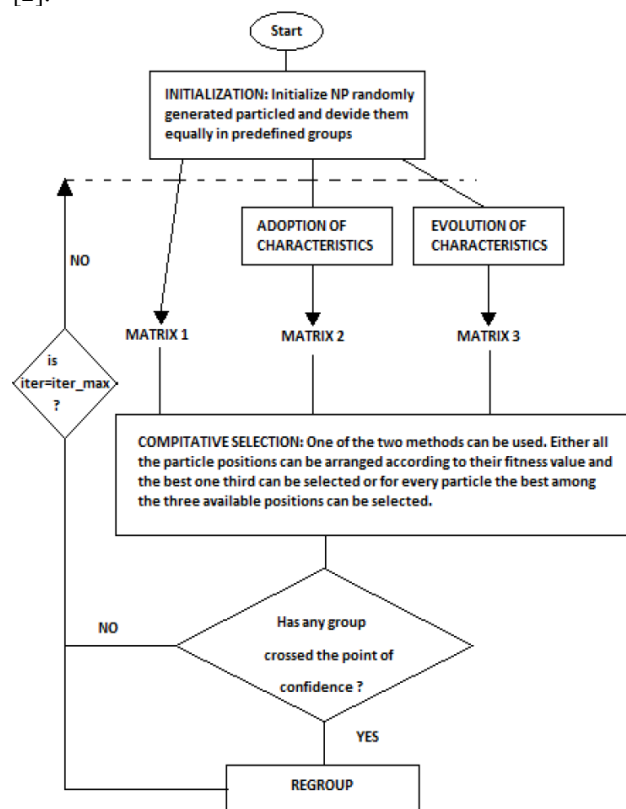 [2].
Start
INITIALIZATION: Initialize NP randomly
generated particled and devide them
equally in predefined groups
ADOPTION OF
CHARACTERISTICS
EVOLUTION OF
CHARACTERISTICS
NO
MATRIX 1
MATRIX 2
MATRIX 3
is
iter=iter_max
?
COMPITATIVE SELECTION: One of the two methods can be used. Either all
the particle positions can be arranged according to their fitness value and
the best one third can be selected or for every particle the best among
the three available positions can be selected.
NO
Has any group
crossed the point of
confidence ?
YES
REGROUP